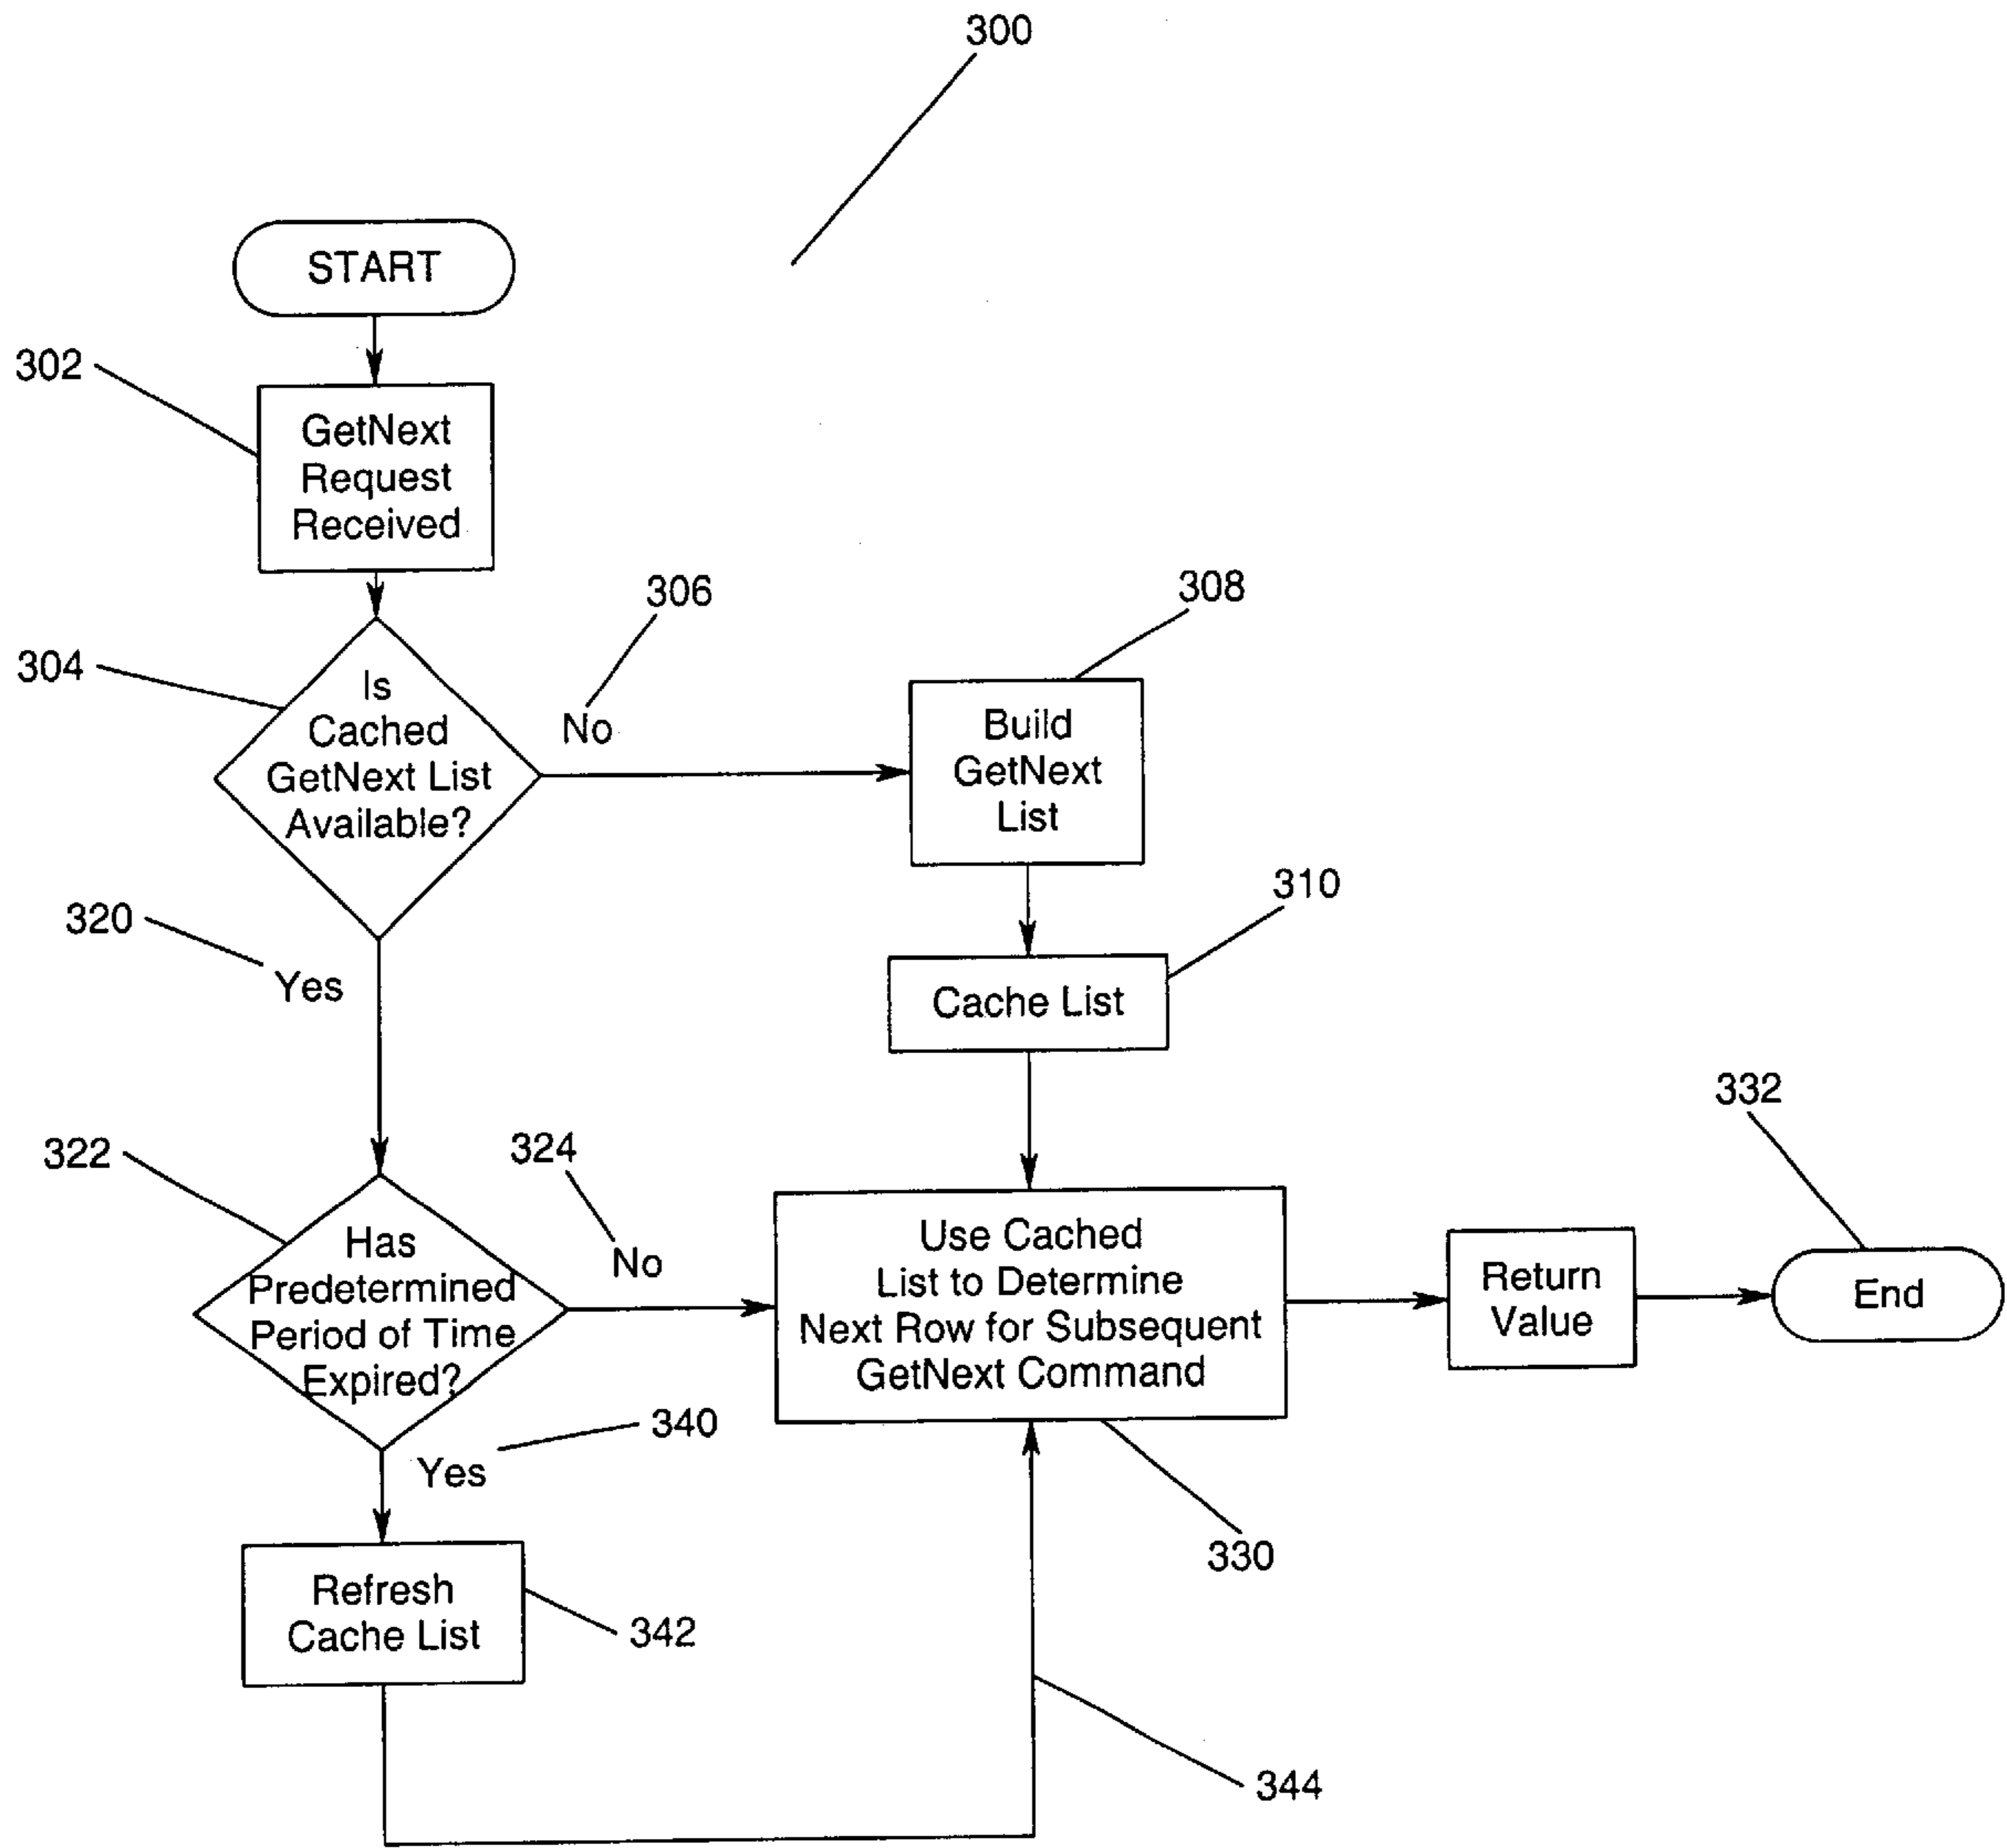 300
START
302
GetNext
Request
Received
306
308
304
Is
Cached
GetNext List
Available?
No
Build
GetNext
List
310
320
Yes
Cache List
332
322
324
Has
Predetermined
Period of Time
Expired?
No
Use Cached
List to Determine
Next Row for Subsequent
GetNext Command
Return
Value
End
340
Yes
330
Refresh
Cache List
342
344